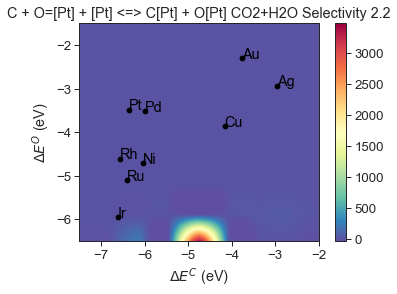 C + O=[Pt] + [Pt] <=> C[Pt] + O[Pt] CO2+H2O Selectivity 2.2
−2
−3
−4
−5
−6
ΔE^O (eV)
Au
Ag
Pt
Pd
Cu
Rh
Ni
Ru
Ir
−7
−6
−5
−4
−3
−2
ΔE^C (eV)
3500
3000
2500
2000
1500
1000
500
0